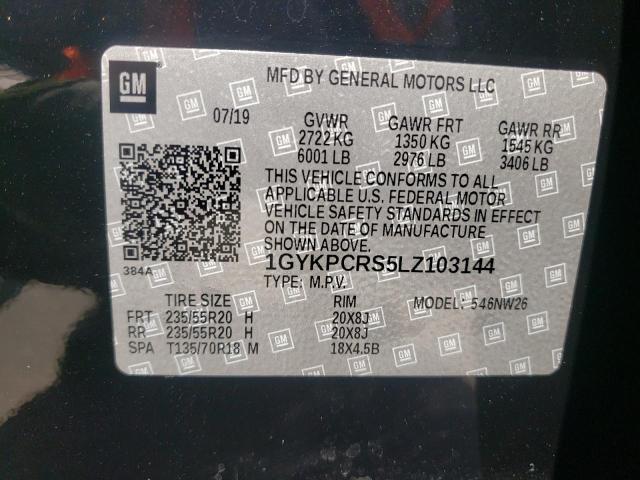 GM
MFD BY GENERAL MOTORS LLC
07/19
GVWR GAWR FRT GAWR RR
2722 KG 1350 KG 1545 KG
6001 LB 2976 LB 3406 LB
THIS VEHICLE CONFORMS TO ALL
APPLICABLE U.S. FEDERAL MOTOR
VEHICLE SAFETY STANDARDS IN EFFECT
ON THE DATE OF MANUFACTURE
SHOWN ABOVE.
384A
1GYKPCRS5LZ103144
TYPE: M.P.V. MODEL: 546NW26
TIRE SIZE RIM
FRT 235/55R20 H 20X8J
RR 235/55R20 H 20X8J
SPA T135/70R18 M 18X4.5B